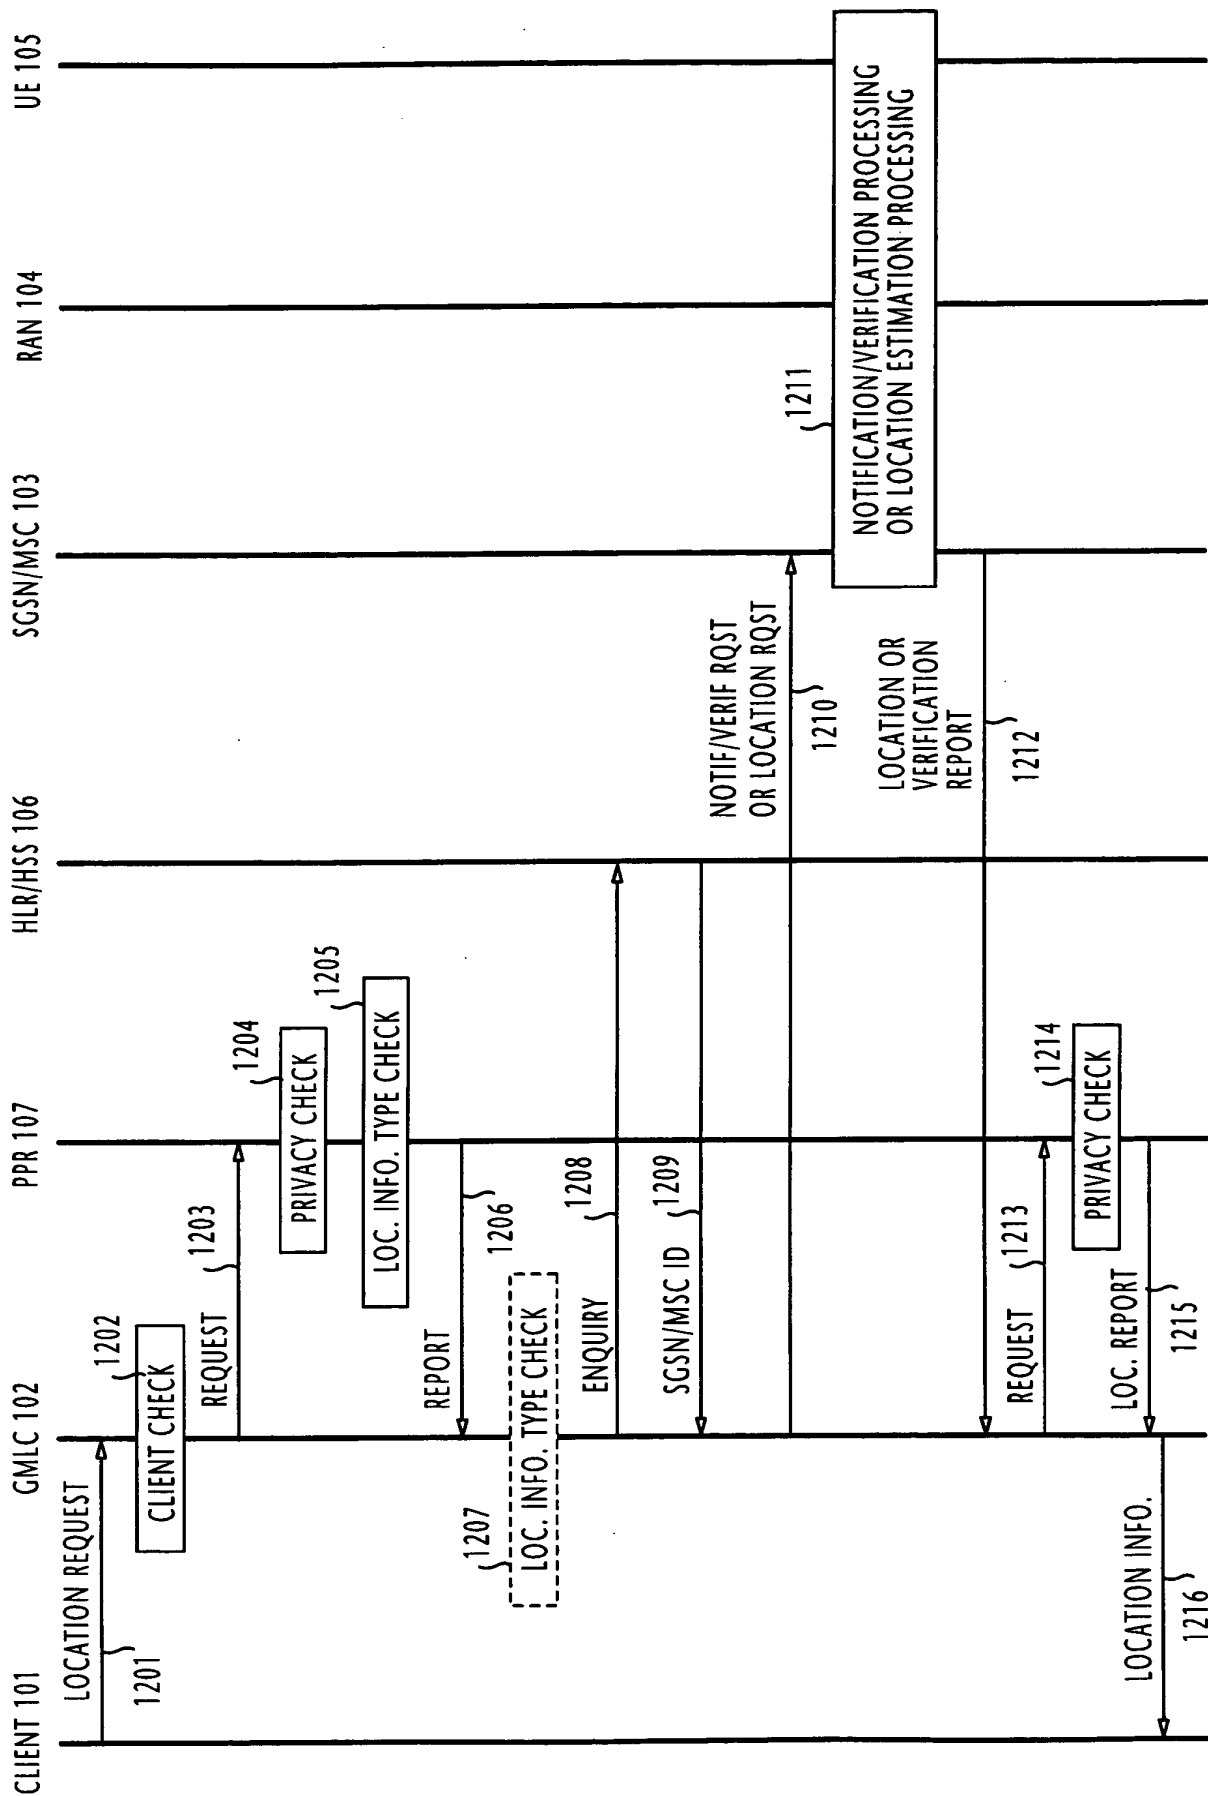 CLIENT 101
GMLC 102
PPR 107
HLR/HSS 106
SGSN/MSC 103
RAN 104
UE 105
LOCATION REQUEST
1201
CLIENT CHECK
1202
REQUEST
1203
PRIVACY CHECK
1204
LOC. INFO. TYPE CHECK
1205
REPORT
1206
LOC. INFO. TYPE CHECK
1207
ENQUIRY
1208
SGSN/MSC ID
1209
NOTIF/VERIF RQST
OR LOCATION RQST
1210
NOTIFICATION/VERIFICATION PROCESSING
OR LOCATION ESTIMATION PROCESSING
1211
LOCATION OR
VERIFICATION
REPORT
1212
REQUEST
1213
PRIVACY CHECK
1214
LOC. REPORT
1215
LOCATION INFO.
1216